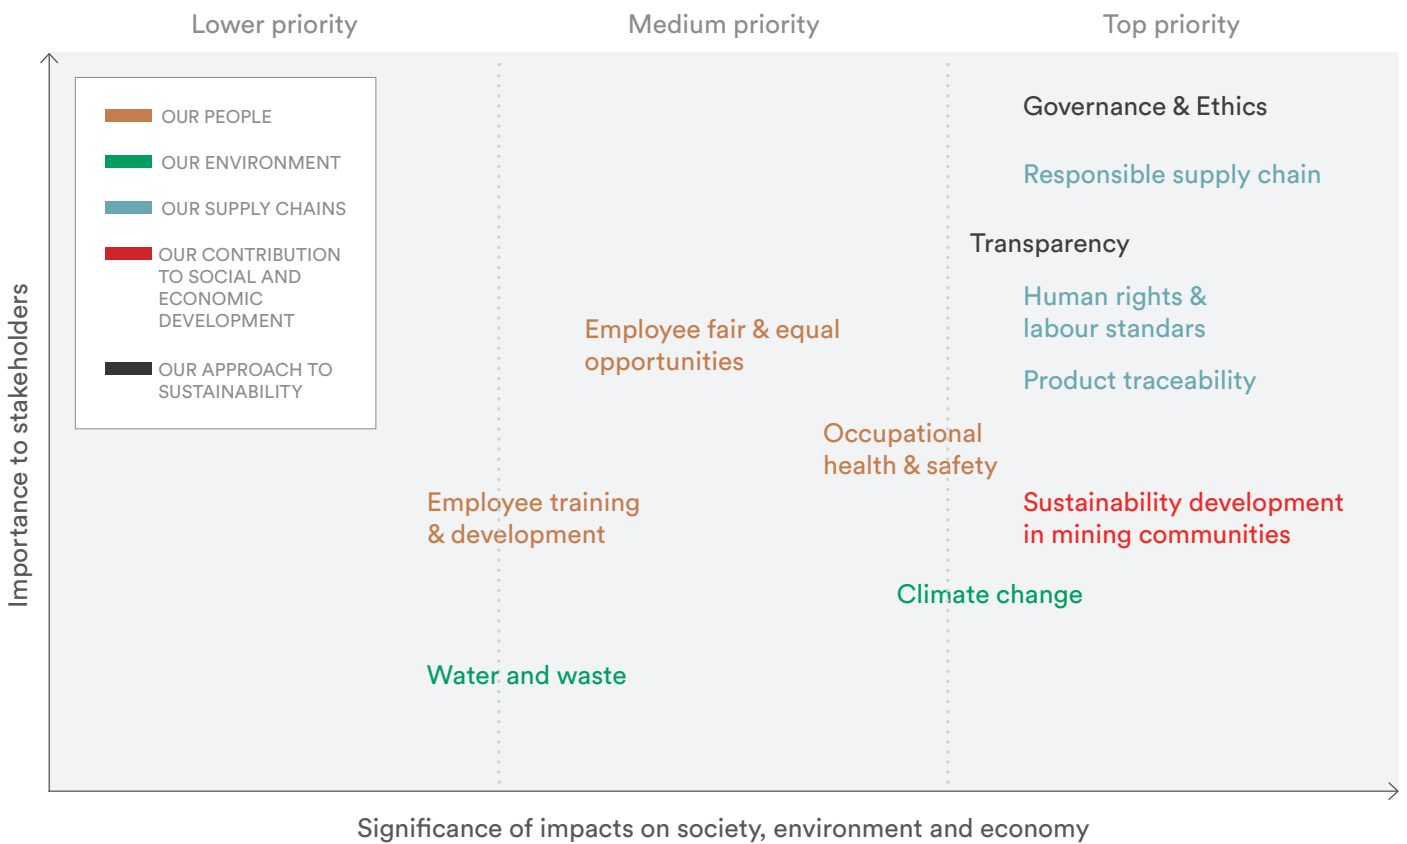 Lower priority
Medium priority
Top priority
OUR PEOPLE
OUR ENVIRONMENT
OUR SUPPLY CHAINS
OUR CONTRIBUTION
TO SOCIAL AND
ECONOMIC
DEVELOPMENT
OUR APPROACH TO
SUSTAINABILITY
Governance & Ethics
Responsible supply chain
Transparency
Human rights &
labour standars
Employee fair & equal
opportunities
Product traceability
Occupational
health & safety
Employee training
& development
Sustainability development
in mining communities
Climate change
Water and waste
Importance to stakeholders
Significance of impacts on society, environment and economy